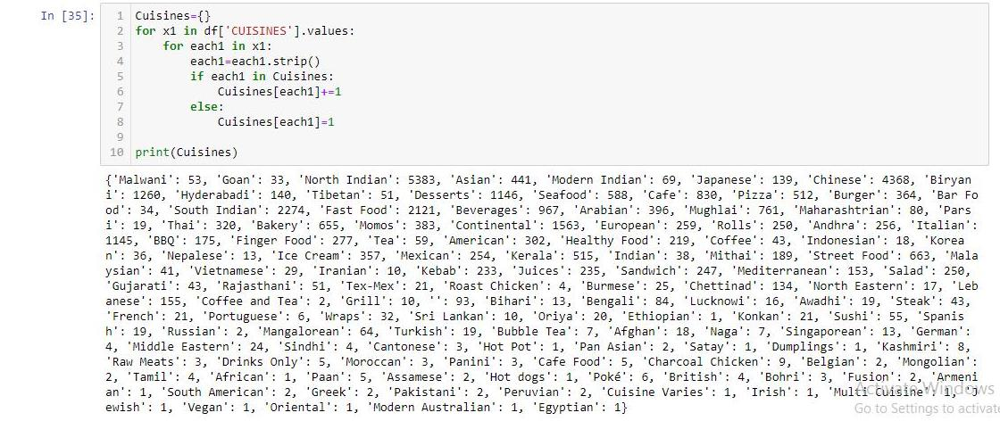 In [35]:
1 Cuisines={}
2 for x1 in df['CUISINES'].values:
3     for each1 in x1:
4         each1=each1.strip()
5         if each1 in Cuisines:
6             Cuisines[each1]+=1
7         else:
8             Cuisines[each1]=1
9
10 print(Cuisines)
{'Malwani': 53, 'Goan': 33, 'North Indian': 5383, 'Asian': 441, 'Modern Indian': 69, 'Japanese': 139, 'Chinese': 4368, 'Biryan
i': 1260, 'Hyderabadi': 140, 'Tibetan': 51, 'Desserts': 1146, 'Seafood': 588, 'Cafe': 830, 'Pizza': 512, 'Burger': 364, 'Bar Fo
od': 34, 'South Indian': 2274, 'Fast Food': 2121, 'Beverages': 967, 'Arabian': 396, 'Mughlai': 761, 'Maharashtrian': 80, 'Pars
i': 19, 'Thai': 320, 'Bakery': 655, 'Momos': 383, 'Continental': 1563, 'European': 259, 'Rolls': 250, 'Andhra': 256, 'Italian':
1145, 'BBQ': 175, 'Finger Food': 277, 'Tea': 59, 'American': 302, 'Healthy Food': 219, 'Coffee': 43, 'Indonesian': 18, 'Korea
n': 36, 'Nepalese': 13, 'Ice Cream': 357, 'Mexican': 254, 'Kerala': 515, 'Indian': 38, 'Mithai': 189, 'Street Food': 663, 'Mala
ysian': 41, 'Vietnamese': 29, 'Iranian': 10, 'Kebab': 233, 'Juices': 235, 'Sandwich': 247, 'Mediterranean': 153, 'Salad': 250,
'Gujarati': 43, 'Rajasthani': 51, 'Tex-Mex': 21, 'Roast Chicken': 4, 'Burmese': 25, 'Chettinad': 134, 'North Eastern': 17, 'Leb
anese': 155, 'Coffee and Tea': 2, 'Grill': 10, '': 93, 'Bihari': 13, 'Bengali': 84, 'Lucknowi': 16, 'Awadhi': 19, 'Steak': 43,
'French': 21, 'Portuguese': 6, 'Wraps': 32, 'Sri Lankan': 10, 'Oriya': 20, 'Ethiopian': 1, 'Konkan': 21, 'Sushi': 55, 'Spanis
h': 19, 'Russian': 2, 'Mangalorean': 64, 'Turkish': 19, 'Bubble Tea': 7, 'Afghan': 18, 'Naga': 7, 'Singaporean': 13, 'German':
4, 'Middle Eastern': 24, 'Sindhi': 4, 'Cantonese': 3, 'Hot Pot': 1, 'Pan Asian': 2, 'Satay': 1, 'Dumplings': 1, 'Kashmiri': 8,
'Raw Meats': 3, 'Drinks Only': 5, 'Moroccan': 3, 'Panini': 3, 'Cafe Food': 5, 'Charcoal Chicken': 9, 'Belgian': 2, 'Mongolian':
2, 'Tamil': 4, 'African': 1, 'Paan': 5, 'Assamese': 2, 'Hot dogs': 1, 'Poké': 6, 'British': 4, 'Bohri': 3, 'Fusion': 2, 'Armeni
an': 1, 'South American': 2, 'Greek': 2, 'Pakistani': 2, 'Peruvian': 2, 'Cuisine Varies': 1, 'Irish': 1, 'Multi Cuisine': 1, 'J
ewish': 1, 'Vegan': 1, 'Oriental': 1, 'Modern Australian': 1, 'Egyptian': 1}
Activate Windows
Go to Settings to activat